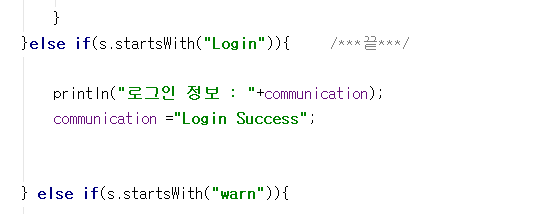 }
}else if(s.startsWith("Login")){ /***끝***/
println("로그인 정보 : "+communication);
communication ="Login Success";
} else if(s.startsWith("warn")){